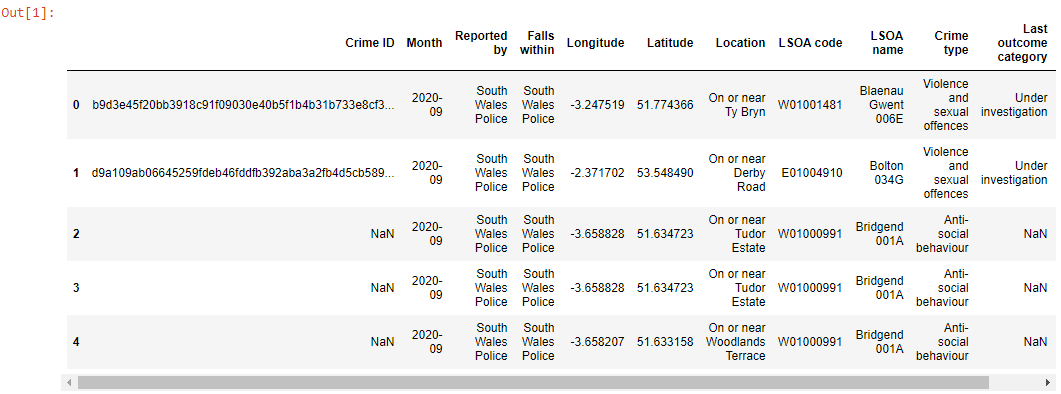 Out[1]:
Crime ID Month Reported by Falls within Longitude Latitude Location LSOA code LSOA name Crime type Last outcome category
0 b9d3e45f20bb3918c91f09030e40b5f1b4b31b733e8cf3... 2020-09 South Wales Police South Wales Police -3.247519 51.774366 On or near Ty Bryn W01001481 Blaenau Gwent 006E Violence and sexual offences Under investigation
1 d9a109ab06645259fdeb46fddfb392aba3a2fb4d5cb589... 2020-09 South Wales Police South Wales Police -2.371702 53.548490 On or near Derby Road E01004910 Bolton 034G Violence and sexual offences Under investigation
2 NaN 2020-09 South Wales Police South Wales Police -3.658828 51.634723 On or near Tudor Estate W01000991 Bridgend 001A Anti-social behaviour NaN
3 NaN 2020-09 South Wales Police South Wales Police -3.658828 51.634723 On or near Tudor Estate W01000991 Bridgend 001A Anti-social behaviour NaN
4 NaN 2020-09 South Wales Police South Wales Police -3.658207 51.633158 On or near Woodlands Terrace W01000991 Bridgend 001A Anti-social behaviour NaN